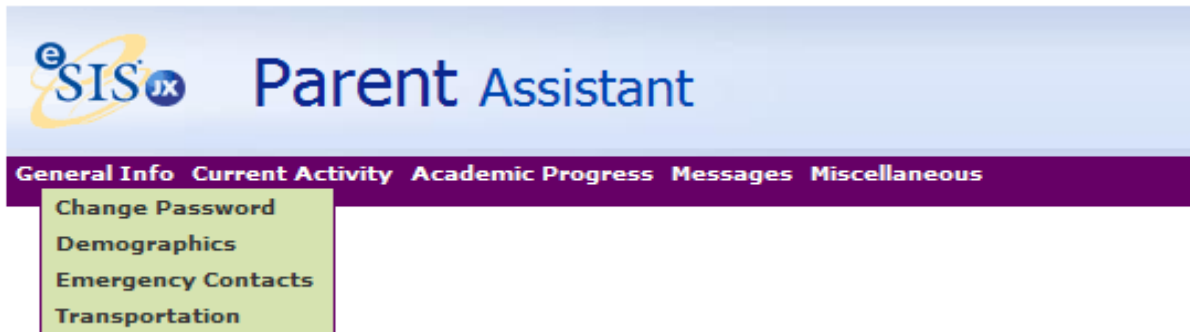 eSIS JX Parent Assistant
General Info Current Activity Academic Progress Messages Miscellaneous
Change Password
Demographics
Emergency Contacts
Transportation